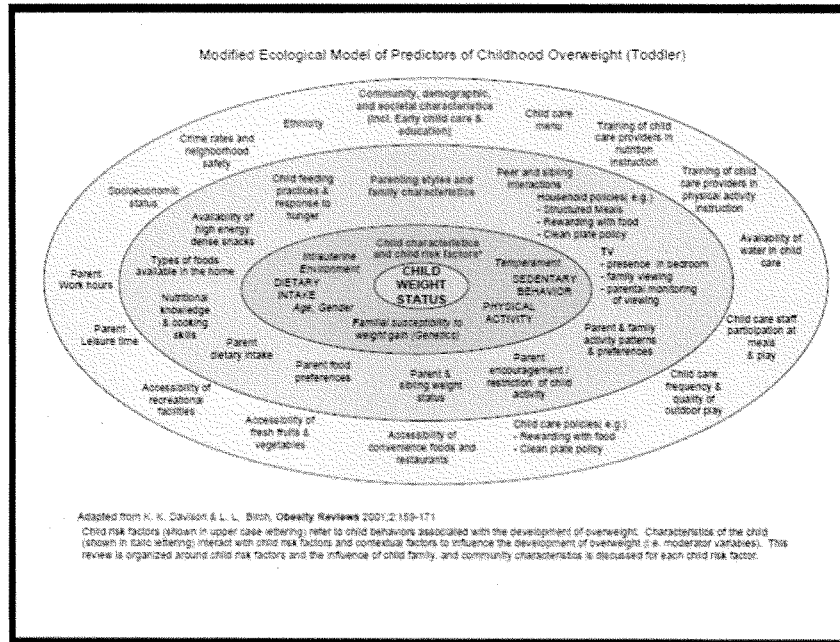 Modified Ecological Model of Predictors of Childhood Overweight (Toddler)
Community, demographic,
and societal characteristics
(incl. Early child care &
education)
Ethnicity
Crime rates and
neighborhood
safety
Socioeconomic
status
Child care
menu
Training of child
care providers in
nutrition
instruction
Training of child
care providers in
physical activity
instruction
Availability of
water in child
care
Child feeding
practices &
response to
hunger
Parenting styles and
family characteristics
Peer and sibling
interactions
Household policies( e.g.)
- Structured Meals
- Rewarding with food
- Clean plate policy
Availability of
high energy
dense snacks
Types of foods
available in the home
Child characteristics
and child risk factors*
Intrauterine
Environment
DIETARY
INTAKE
Age, Gender
CHILD
WEIGHT
STATUS
Temperament
SEDENTARY
BEHAVIOR
PHYSICAL
ACTIVITY
Familial susceptibility to
weight gain (Genetics)
TV
- presence in bedroom
- family viewing
- parental monitoring
of viewing
Parent
Work hours
Nutritional
knowledge
& cooking
skills
Parent
Leisure time
Parent
dietary intake
Parent food
preferences
Parent &
sibling weight
status
Parent
encouragement /
restriction of child
activity
Parent & family
activity patterns
& preferences
Child care staff
participation at
meals
& play
Child care
frequency &
quality of
outdoor play
Accessibility of
recreational
facilities
Accessibility of
fresh fruits &
vegetables
Accessibility of
convenience foods and
restaurants
Child care policies( e.g.)
- Rewarding with food
- Clean plate policy
Adapted from K. K. Davison & L. L. Birch, Obesity Reviews 2001;2:159-171
Child risk factors (shown in upper case lettering) refer to child behaviors associated with the development of overweight. Characteristics of the child
(shown in italic lettering) interact with child risk factors and contextual factors to influence the development of overweight (i.e. moderator variables). This
review is organized around child risk factors and the influence of child family, and community characteristics is discussed for each child risk factor.